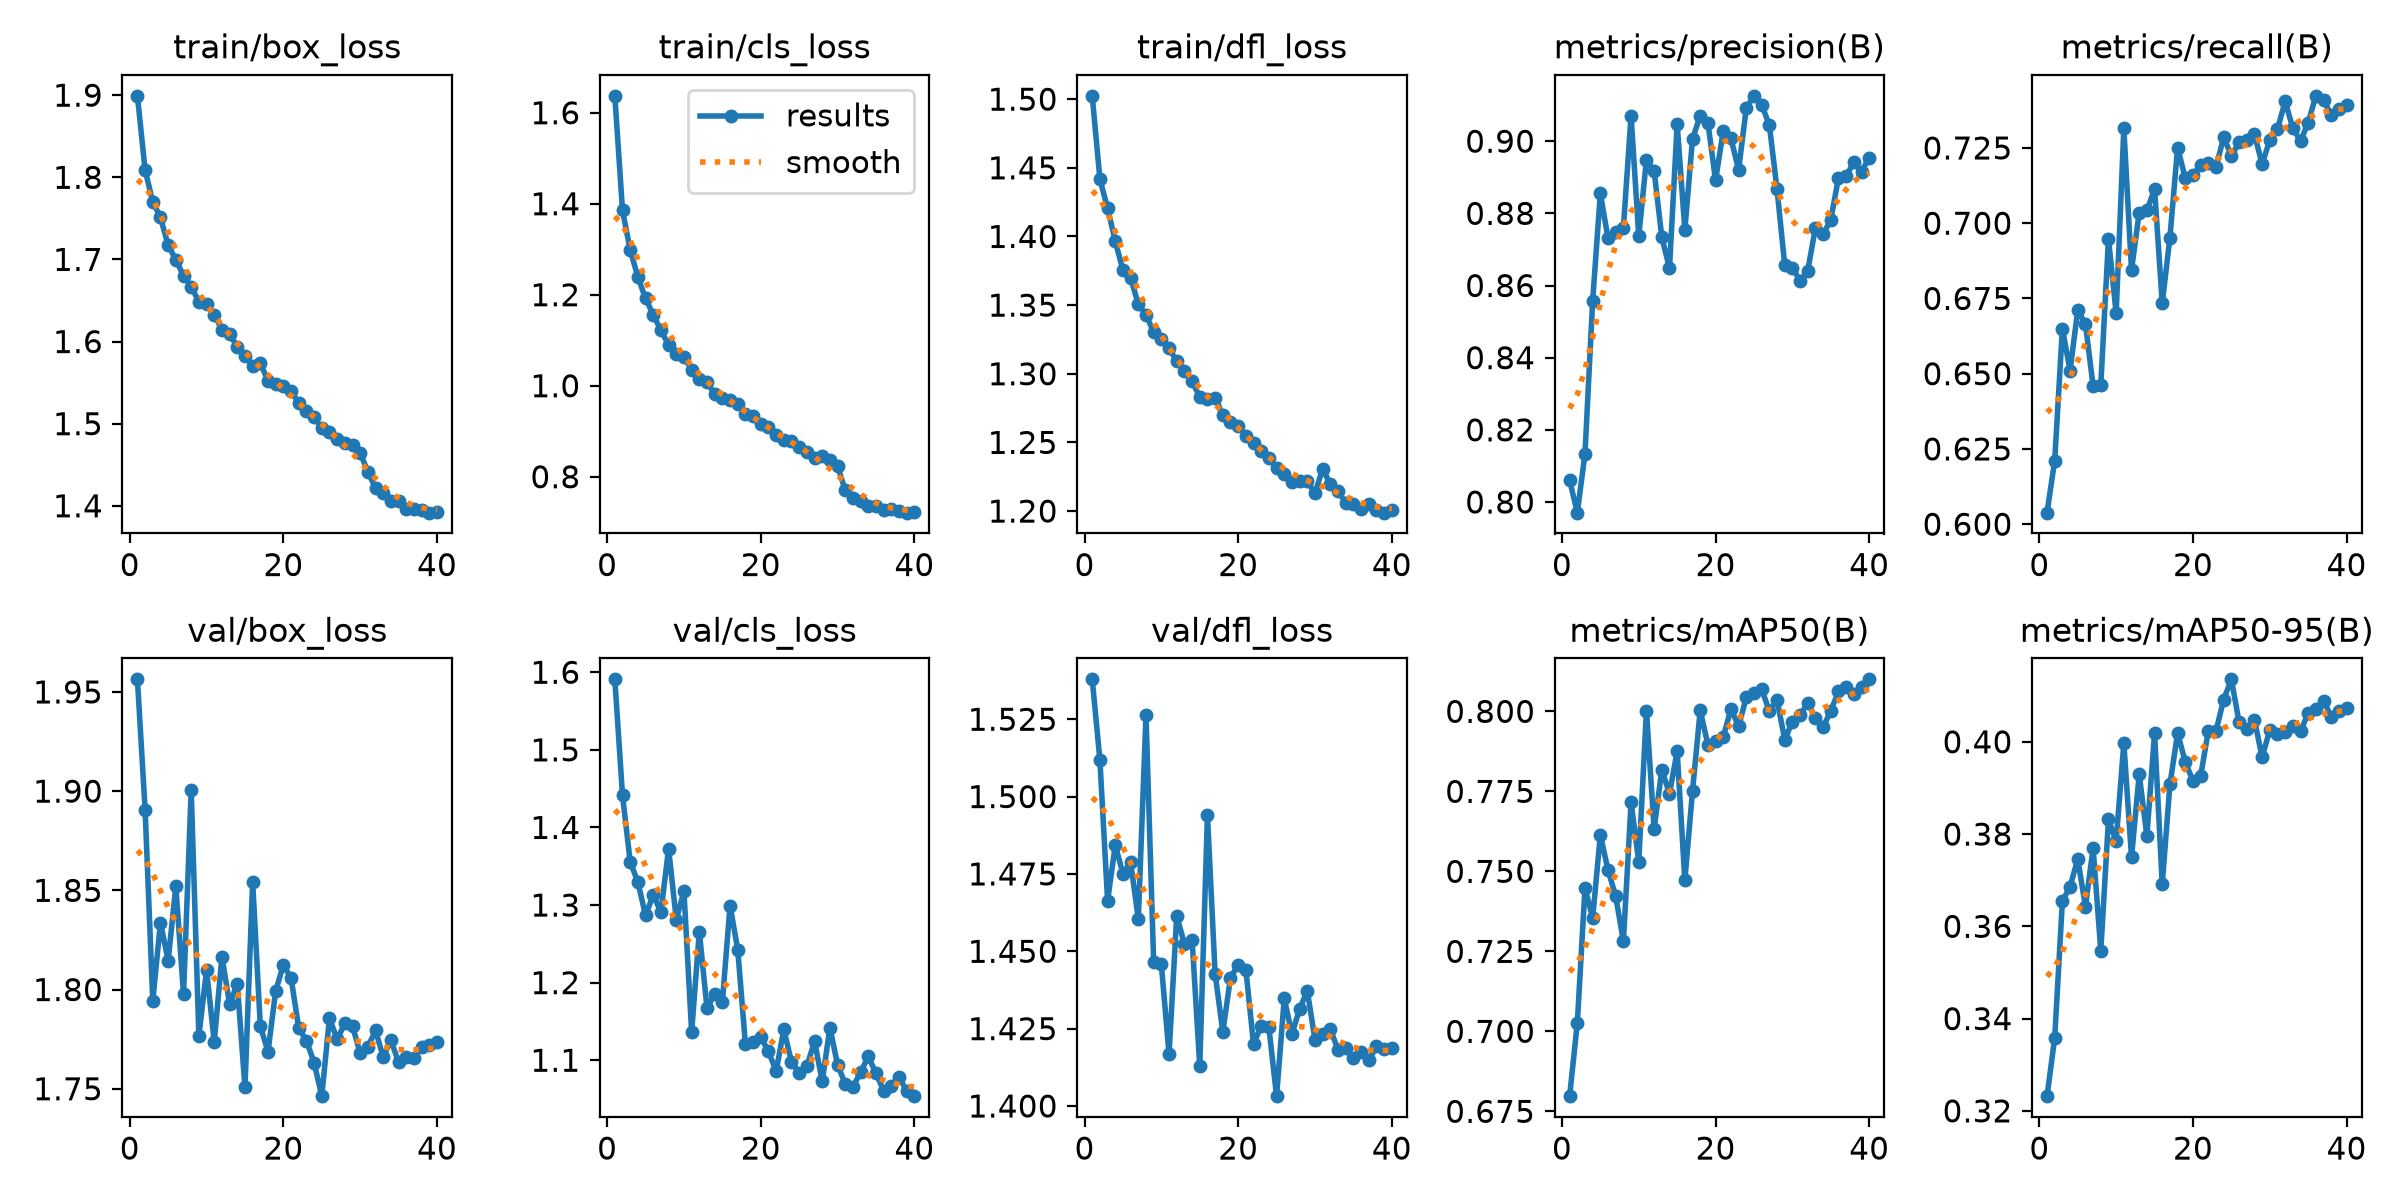 train/box_loss
1.9
1.8
1.7
1.6
1.5
1.4
0 20 40
train/cls_loss
results
smooth
1.6
1.4
1.2
1.0
0.8
0 20 40
train/dfl_loss
1.50
1.45
1.40
1.35
1.30
1.25
1.20
0 20 40
metrics/precision(B)
0.90
0.88
0.86
0.84
0.82
0.80
0 20 40
metrics/recall(B)
0.725
0.700
0.675
0.650
0.625
0.600
0 20 40
val/box_loss
1.95
1.90
1.85
1.80
1.75
0 20 40
val/cls_loss
1.6
1.5
1.4
1.3
1.2
1.1
0 20 40
val/dfl_loss
1.525
1.500
1.475
1.450
1.425
1.400
0 20 40
metrics/mAP50(B)
0.800
0.775
0.750
0.725
0.700
0.675
0 20 40
metrics/mAP50-95(B)
0.40
0.38
0.36
0.34
0.32
0 20 40